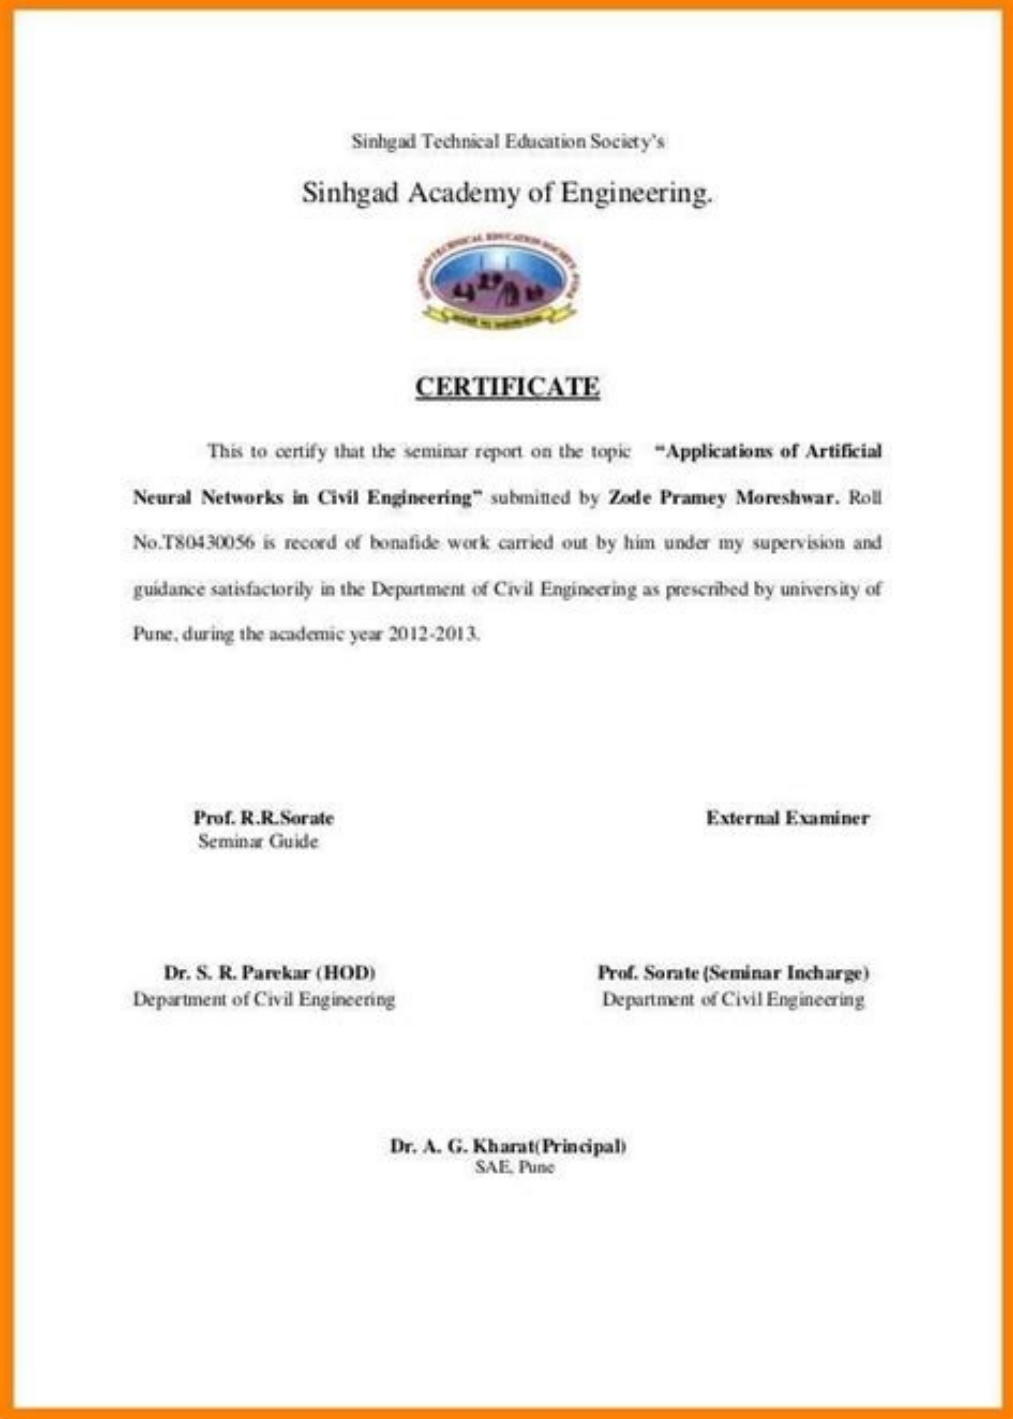 Sinhgad Technical Education Society's
Sinhgad Academy of Engineering.
SINHGAD TECHNICAL EDUCATION SOCIETY
CERTIFICATE
This to certify that the seminar report on the topic “Applications of Artificial
Neural Networks in Civil Engineering” submitted by Zode Pramey Moreshwar. Roll
No.T80430056 is record of bonafide work carried out by him under my supervision and
guidance satisfactorily in the Department of Civil Engineering as prescribed by university of
Pune, during the academic year 2012-2013.
Prof. R.R.Sorate
Seminar Guide
External Examiner
Dr. S. R. Parekar (HOD)
Department of Civil Engineering
Prof. Sorate (Seminar Incharge)
Department of Civil Engineering
Dr. A. G. Kharat(Principal)
SAE, Pune